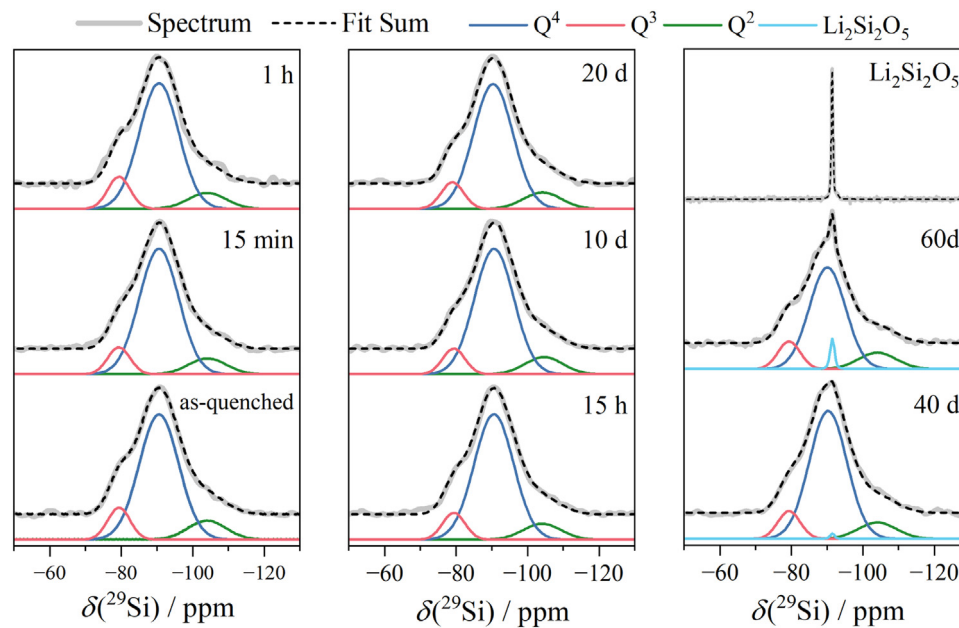 Spectrum Fit Sum Q⁴ Q³ Q² Li₂Si₂O₅
1 h
20 d
Li₂Si₂O₅
15 min
10 d
60d
as-quenched
15 h
40 d
−60 −80 −100 −120
−60 −80 −100 −120
−60 −80 −100 −120
δ(²⁹Si) / ppm
δ(²⁹Si) / ppm
δ(²⁹Si) / ppm